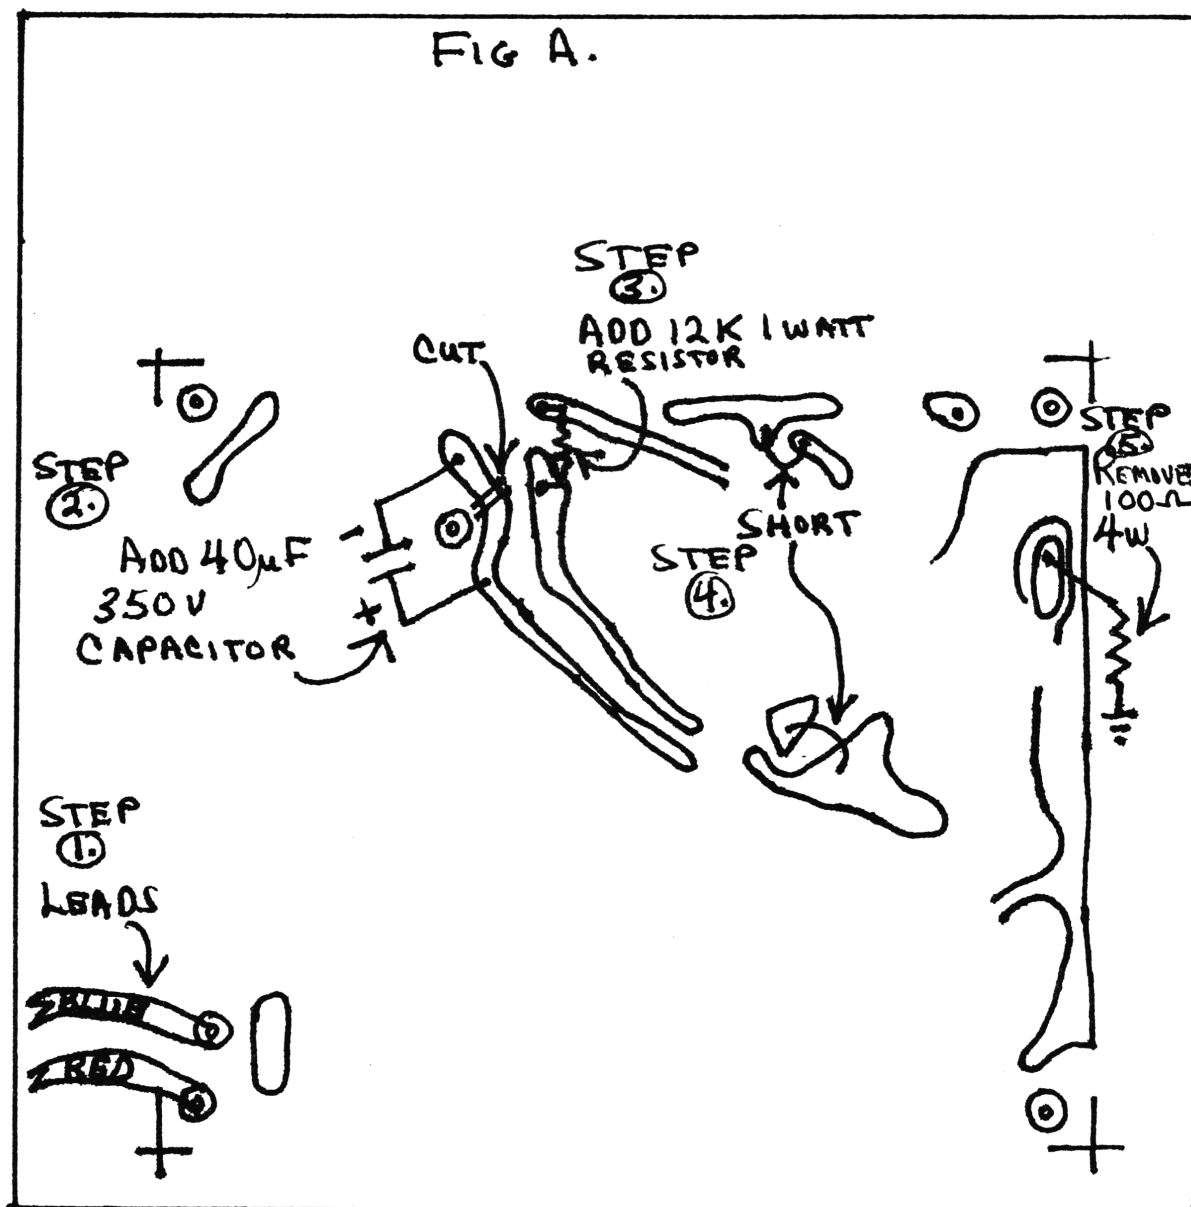 FIG A.
STEP
3.
ADD 12K 1 WATT
RESISTOR
CUT
STEP
2.
ADD 40µF
350V
CAPACITOR
-
+
STEP
5.
REMOVE
100Ω
4W
SHORT
STEP
4.
STEP
1.
LEADS
BLUE
RED